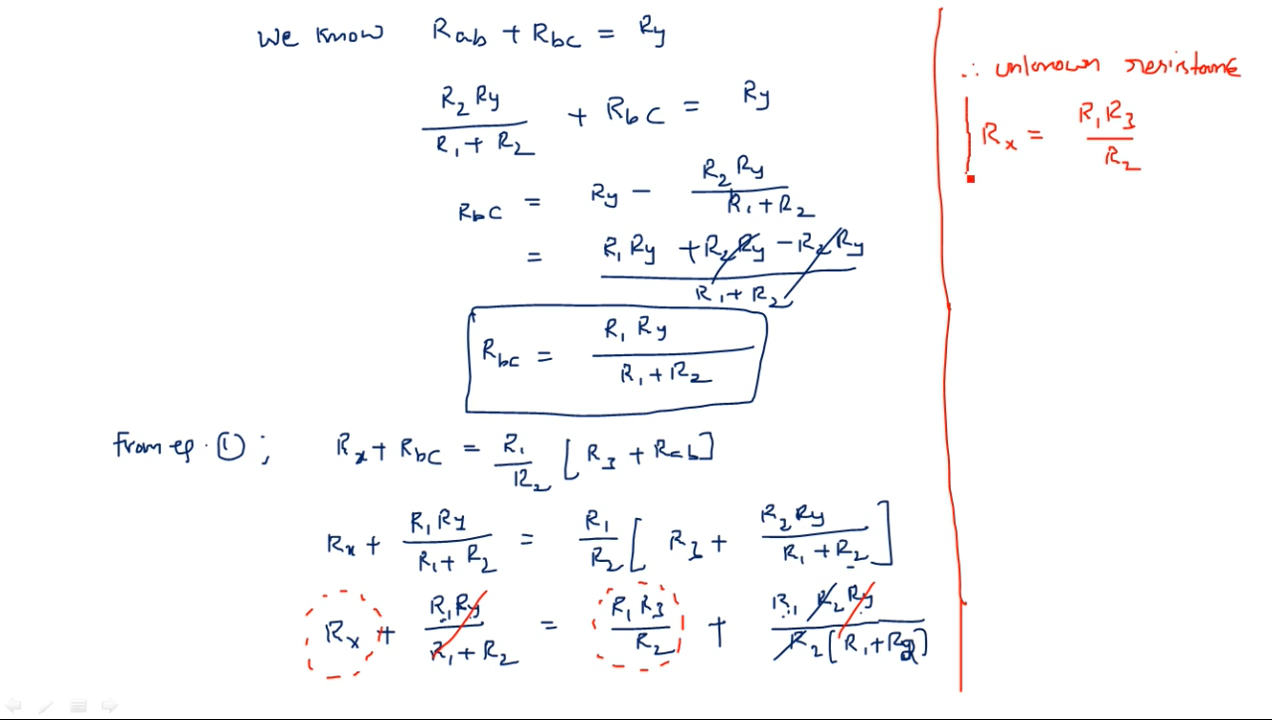 We know Rab + Rbc = Ry
R₂ Ry / R₁ + R₂ + RbC = Ry
RbC = Ry - R₂ Ry / R₁ + R₂
= R₁ Ry + R₂ Ry - R₂ Ry / R₁ + R₂
Rbc = R₁ Ry / R₁ + R₂
from eq. ① ; Rx + RbC = R₁ / R₂ [ R₃ + Rab ]
Rx + R₁ Ry / R₁ + R₂ = R₁ / R₂ [ R₃ + R₂ Ry / R₁ + R₂ ]
Rx + R₁ Ry / R₁ + R₂ = R₁ R₃ / R₂ + R₁ R₂ Ry / R₂ ( R₁ + R₂ )
∴ unknown resistance
Rx = R₁ R₃ / R₂